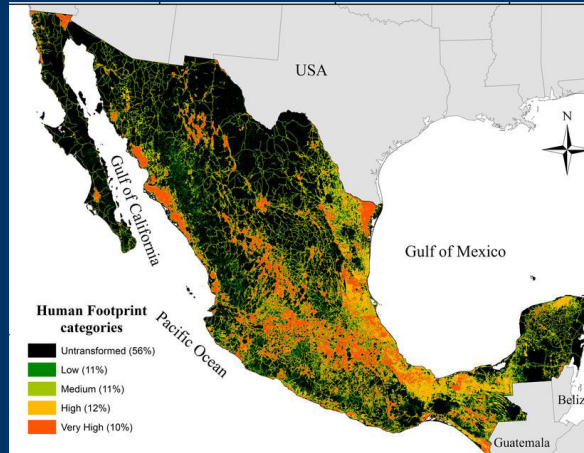 USA
N
Gulf of California
Gulf of Mexico
Pacific Ocean
Human Footprint
categories
Untransformed (56%)
Low (11%)
Medium (11%)
High (12%)
Very High (10%)
Beliz
Guatemala